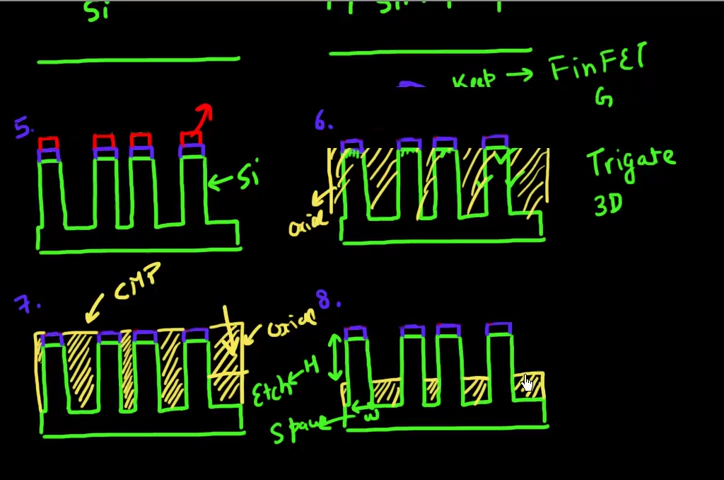 Si
Keep → FinFET
G
5.
Si
6.
oxide
Trigate
3D
7.
CMP
oxide
8.
Etch
H
Space
W